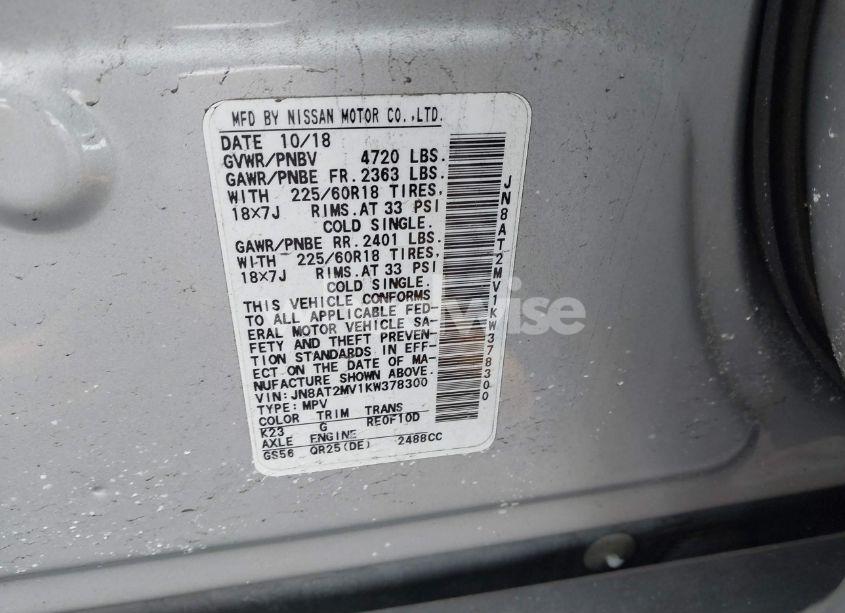 MFD BY NISSAN MOTOR CO.,LTD.
DATE 10/18
GVWR/PNBV 4720 LBS.
GAWR/PNBE FR. 2363 LBS.
WITH 225/60R18 TIRES,
18X7J RIMS. AT 33 PSI
COLD SINGLE.
GAWR/PNBE RR. 2401 LBS.
WITH 225/60R18 TIRES,
18X7J RIMS. AT 33 PSI
COLD SINGLE.
THIS VEHICLE CONFORMS
TO ALL APPLICABLE FED-
ERAL MOTOR VEHICLE SA-
FETY AND THEFT PREVEN-
TION STANDARDS IN EFF-
ECT ON THE DATE OF MA-
NUFACTURE SHOWN ABOVE.
VIN: JN8AT2MV1KW378300
TYPE: MPV
COLOR TRIM TRANS
K23 G RE0F10D
AXLE ENGINE
GS56 QR25(DE) 2488CC
JN8AT2MV1KW378300